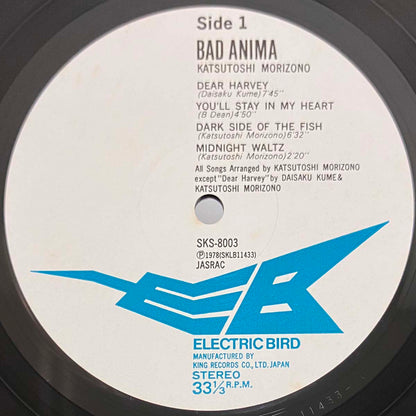 Side 1
BAD ANIMA
KATSUTOSHI MORIZONO
DEAR HARVEY
(Daisaku Kume) 7'45"
YOU'LL STAY IN MY HEART
(B Dean) 4'50"
DARK SIDE OF THE FISH
(Katsutoshi Morizono) 6'32"
MIDNIGHT WALTZ
(Katsutoshi Morizono) 2'20"
All Songs Arranged by KATSUTOSHI MORIZONO
except "Dear Harvey" by DAISAKU KUME &
KATSUTOSHI MORIZONO
SKS-8003
Ⓟ1978(SKLB11433)
JASRAC
EB
ELECTRIC BIRD
MANUFACTURED BY
KING RECORDS CO., LTD. JAPAN
STEREO
33 1/3 R.P.M.